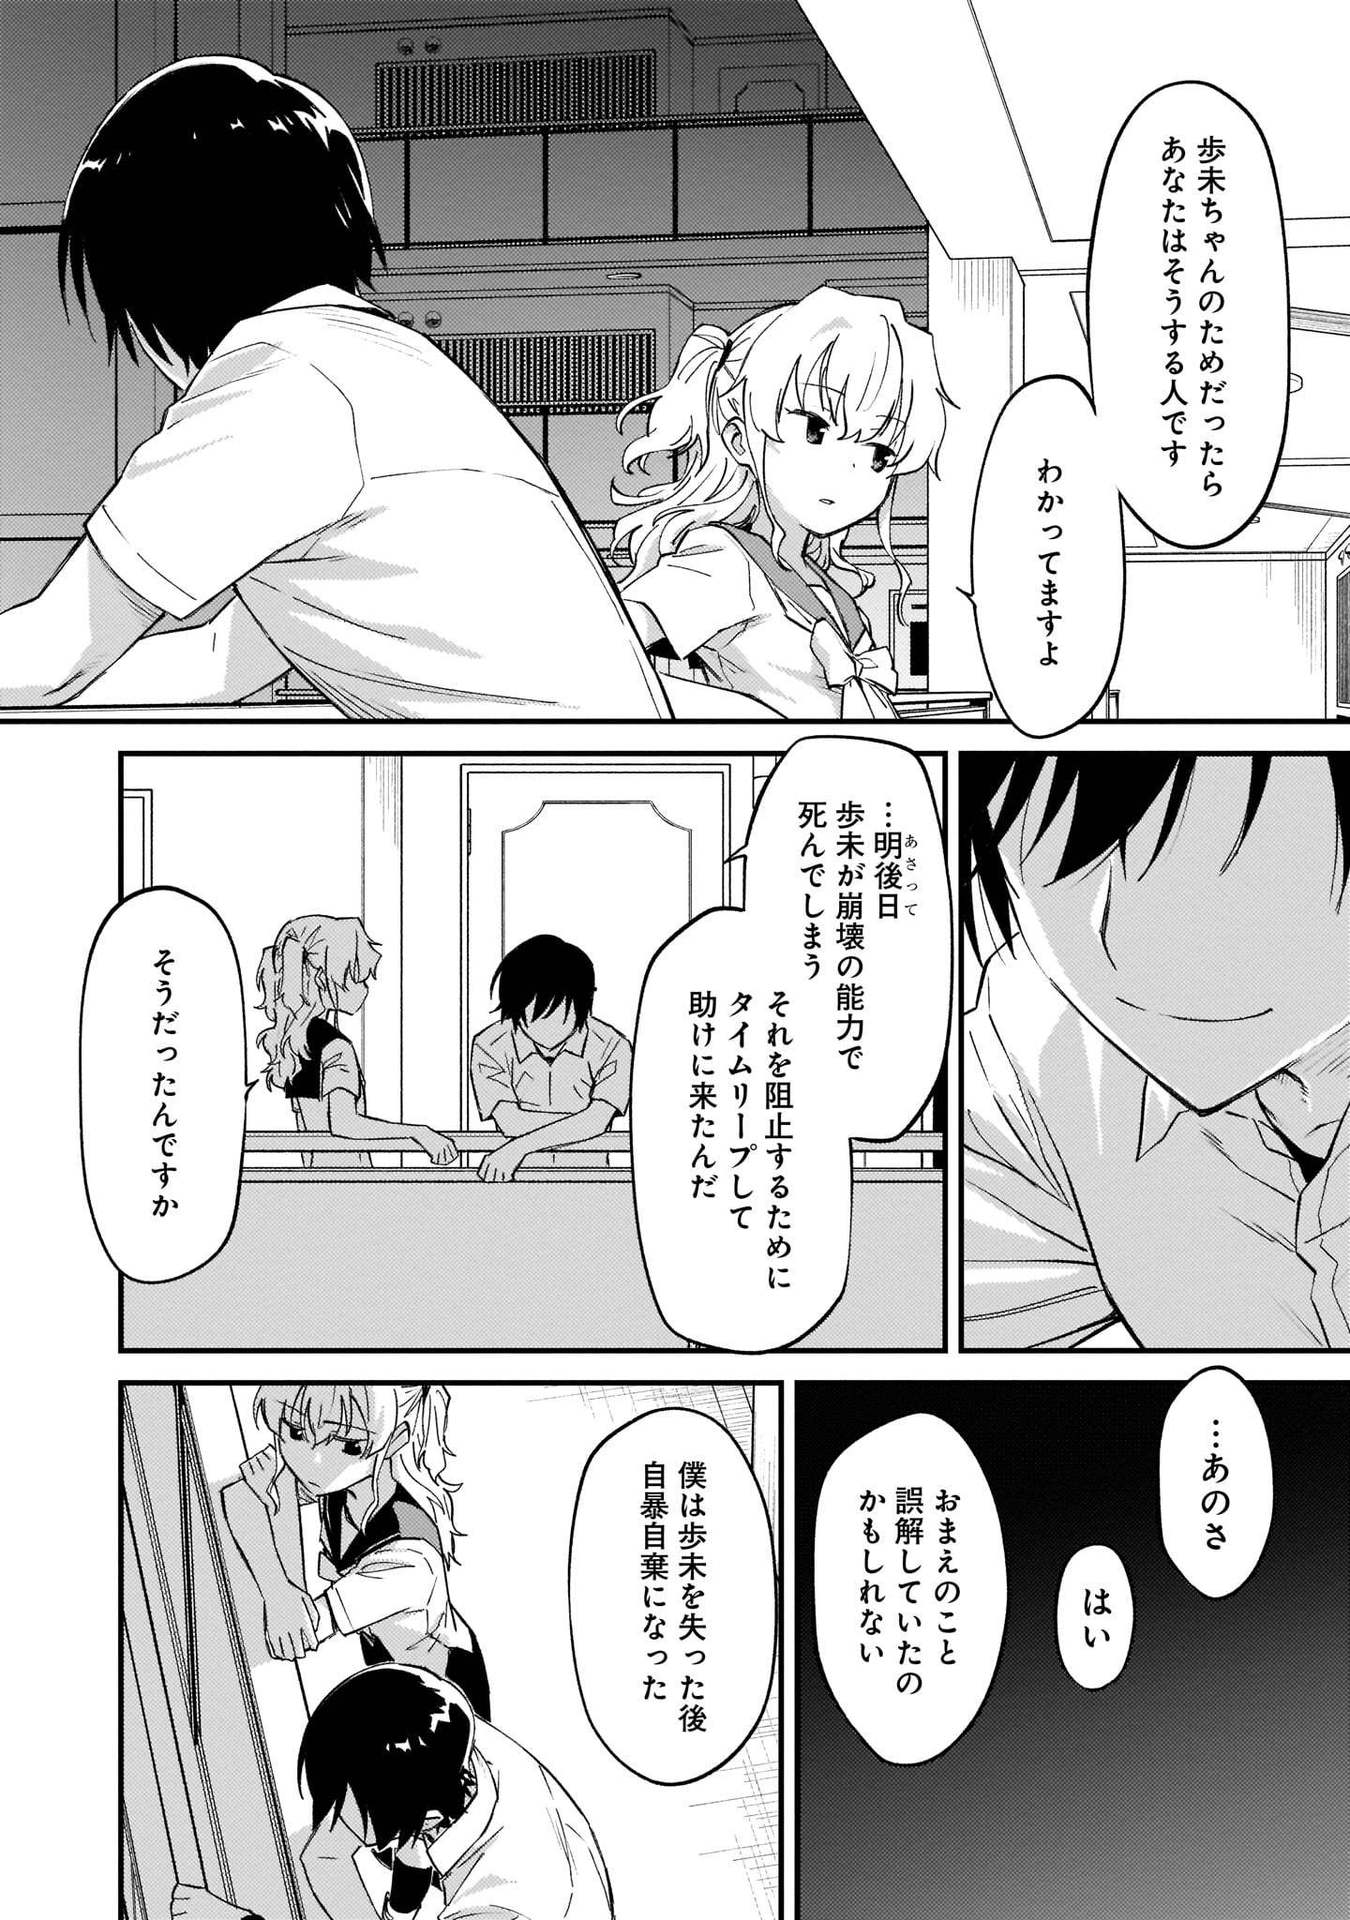 歩未ちゃんのためだったら
あなたはそうする人です
わかってますよ
…明後日
あさって
歩未が崩壊の能力で
死んでしまう
それを阻止するために
タイムリープして
助けに来たんだ
そうだったんですか
…あのさ
はい
おまえのこと
誤解していたの
かもしれない
僕は歩未を失った後
自暴自棄になった